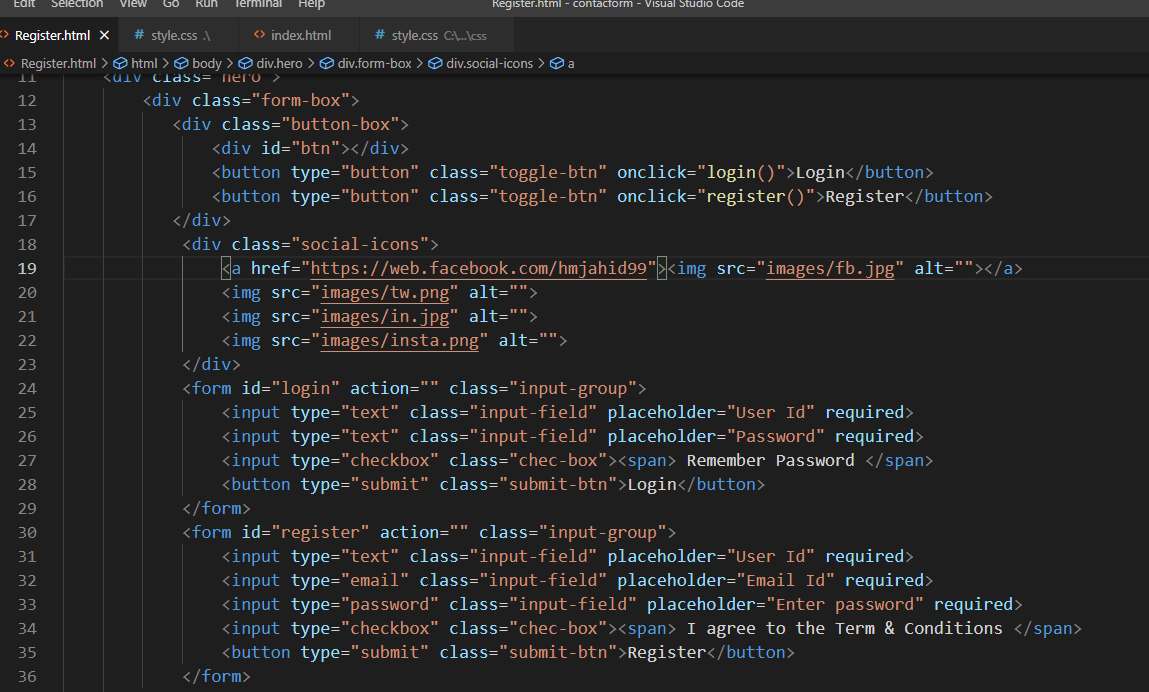 Edit Selection View Go Run Terminal Help Register.html - contacform - Visual Studio Code
<> Register.html × # style.css .\ <> index.html # style.css C:\...\css
<> Register.html > html > body > div.hero > div.form-box > div.social-icons > a
11 <div class="hero">
12 <div class="form-box">
13 <div class="button-box">
14 <div id="btn"></div>
15 <button type="button" class="toggle-btn" onclick="login()">Login</button>
16 <button type="button" class="toggle-btn" onclick="register()">Register</button>
17 </div>
18 <div class="social-icons">
19 <a href="https://web.facebook.com/hmjahid99"><img src="images/fb.jpg" alt=""></a>
20 <img src="images/tw.png" alt="">
21 <img src="images/in.jpg" alt="">
22 <img src="images/insta.png" alt="">
23 </div>
24 <form id="login" action="" class="input-group">
25 <input type="text" class="input-field" placeholder="User Id" required>
26 <input type="text" class="input-field" placeholder="Password" required>
27 <input type="checkbox" class="chec-box"><span> Remember Password </span>
28 <button type="submit" class="submit-btn">Login</button>
29 </form>
30 <form id="register" action="" class="input-group">
31 <input type="text" class="input-field" placeholder="User Id" required>
32 <input type="email" class="input-field" placeholder="Email Id" required>
33 <input type="password" class="input-field" placeholder="Enter password" required>
34 <input type="checkbox" class="chec-box"><span> I agree to the Term & Conditions </span>
35 <button type="submit" class="submit-btn">Register</button>
36 </form>